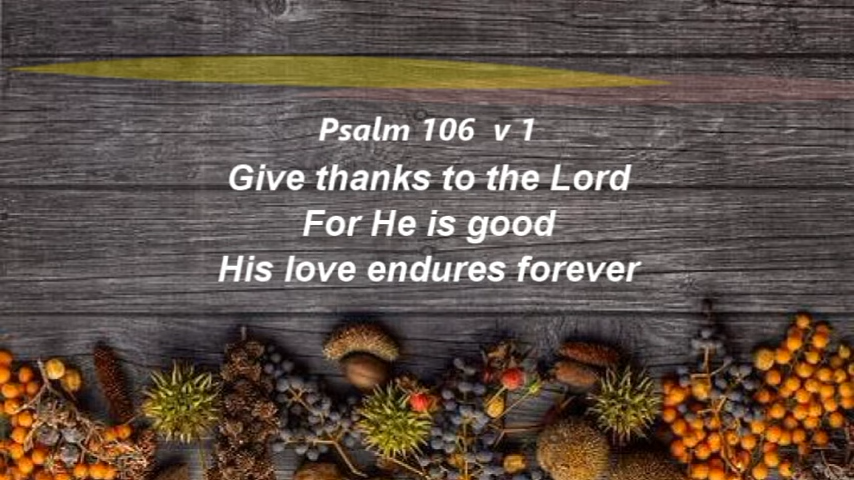 Psalm 106 v 1
Give thanks to the Lord
For He is good
His love endures forever